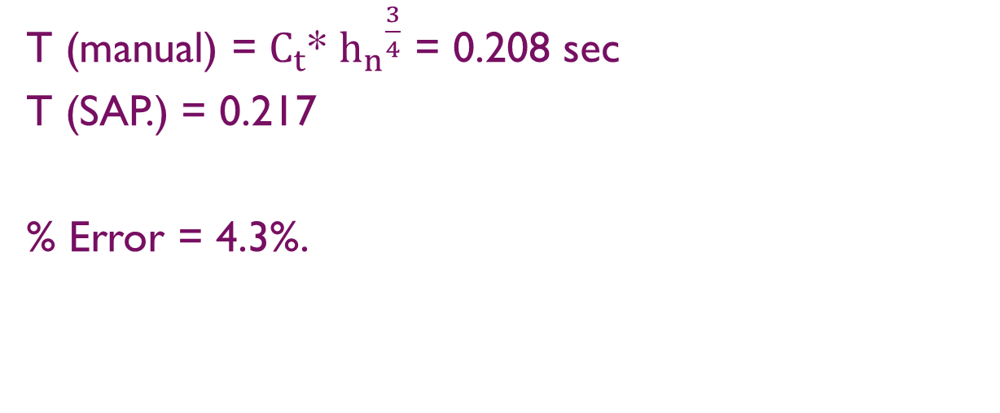 T (manual) = Cₜ* hₙ^(3/4) = 0.208 sec
T (SAP.) = 0.217
% Error = 4.3%.